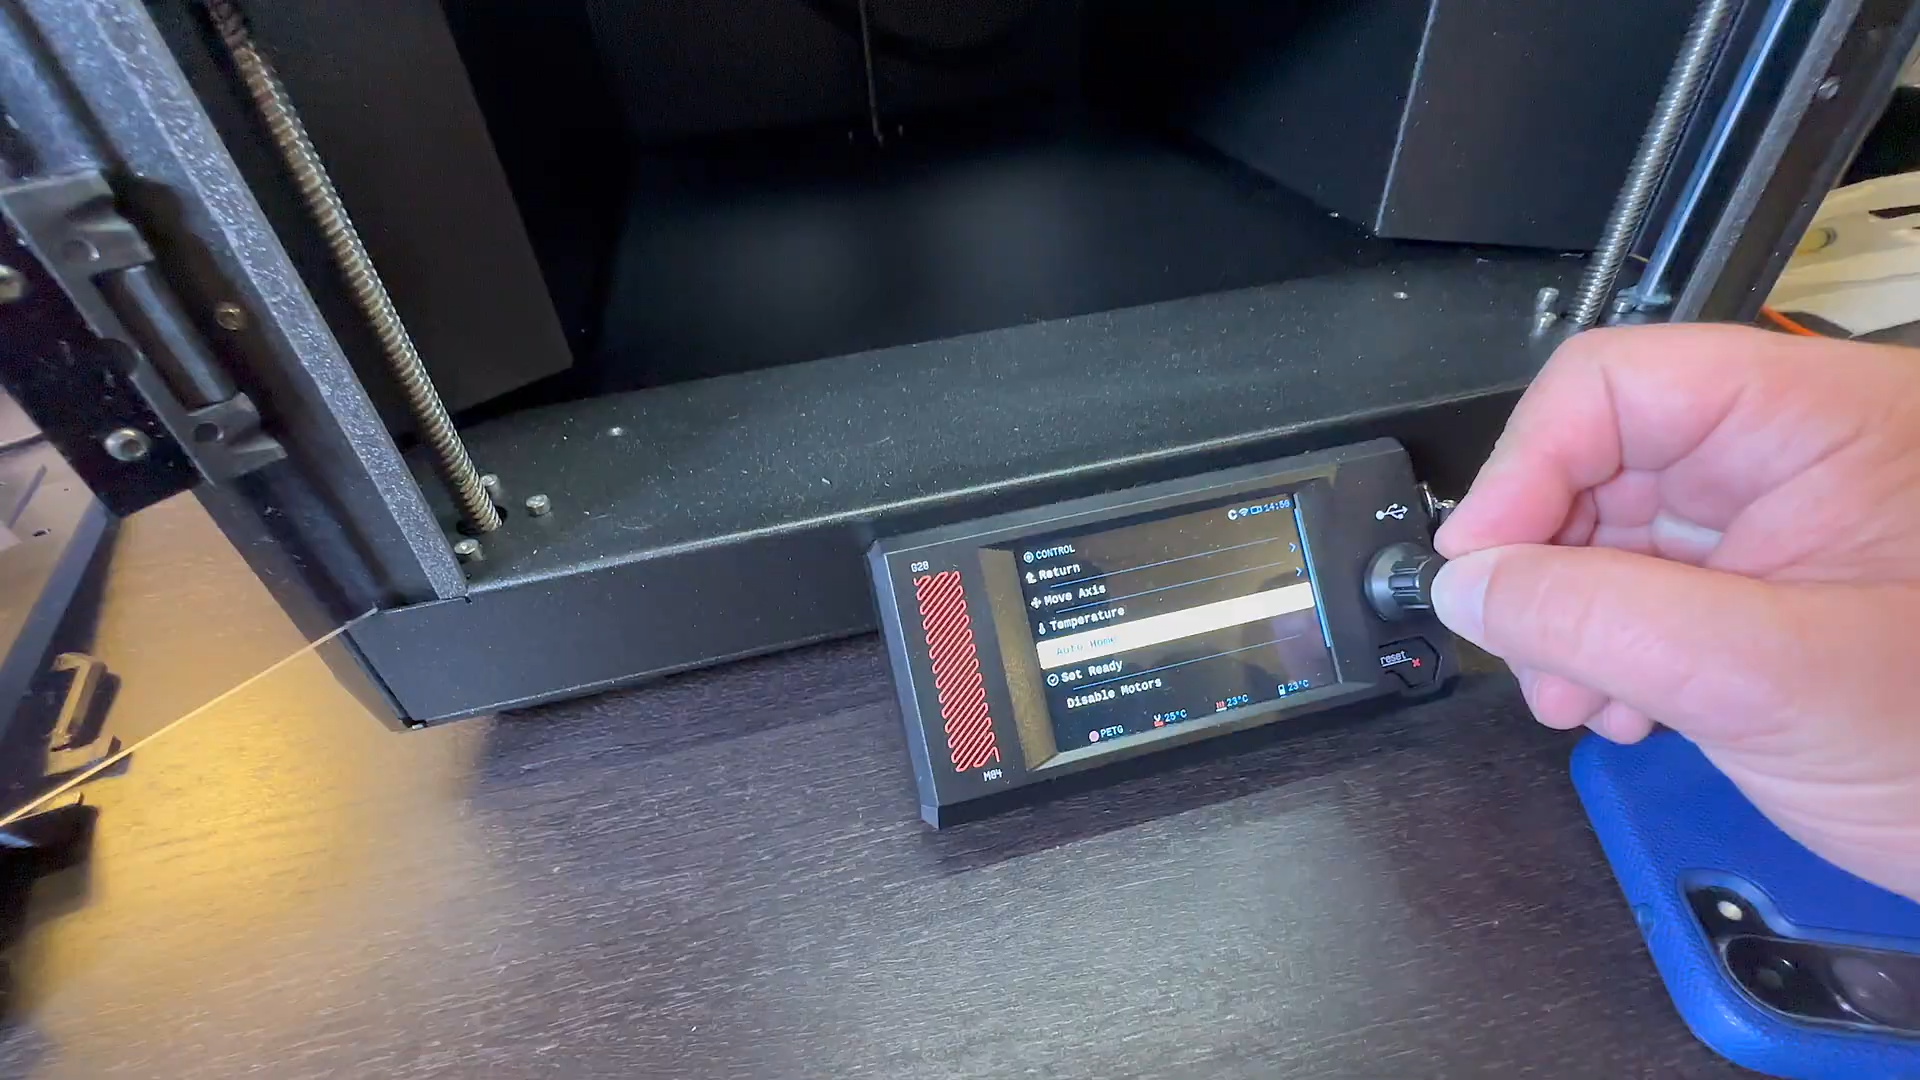 G28
14:50
CONTROL
Return
Move Axis
Temperature
Auto Home
Set Ready
Disable Motors
PETG 25°C 23°C 23°C
reset
M84